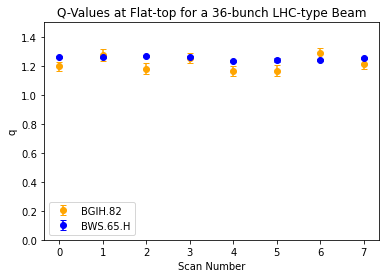 Q-Values at Flat-top for a 36-bunch LHC-type Beam
1.4
1.2
1.0
0.8
0.6
0.4
0.2
0.0
q
BGIH.82
BWS.65.H
0 1 2 3 4 5 6 7
Scan Number